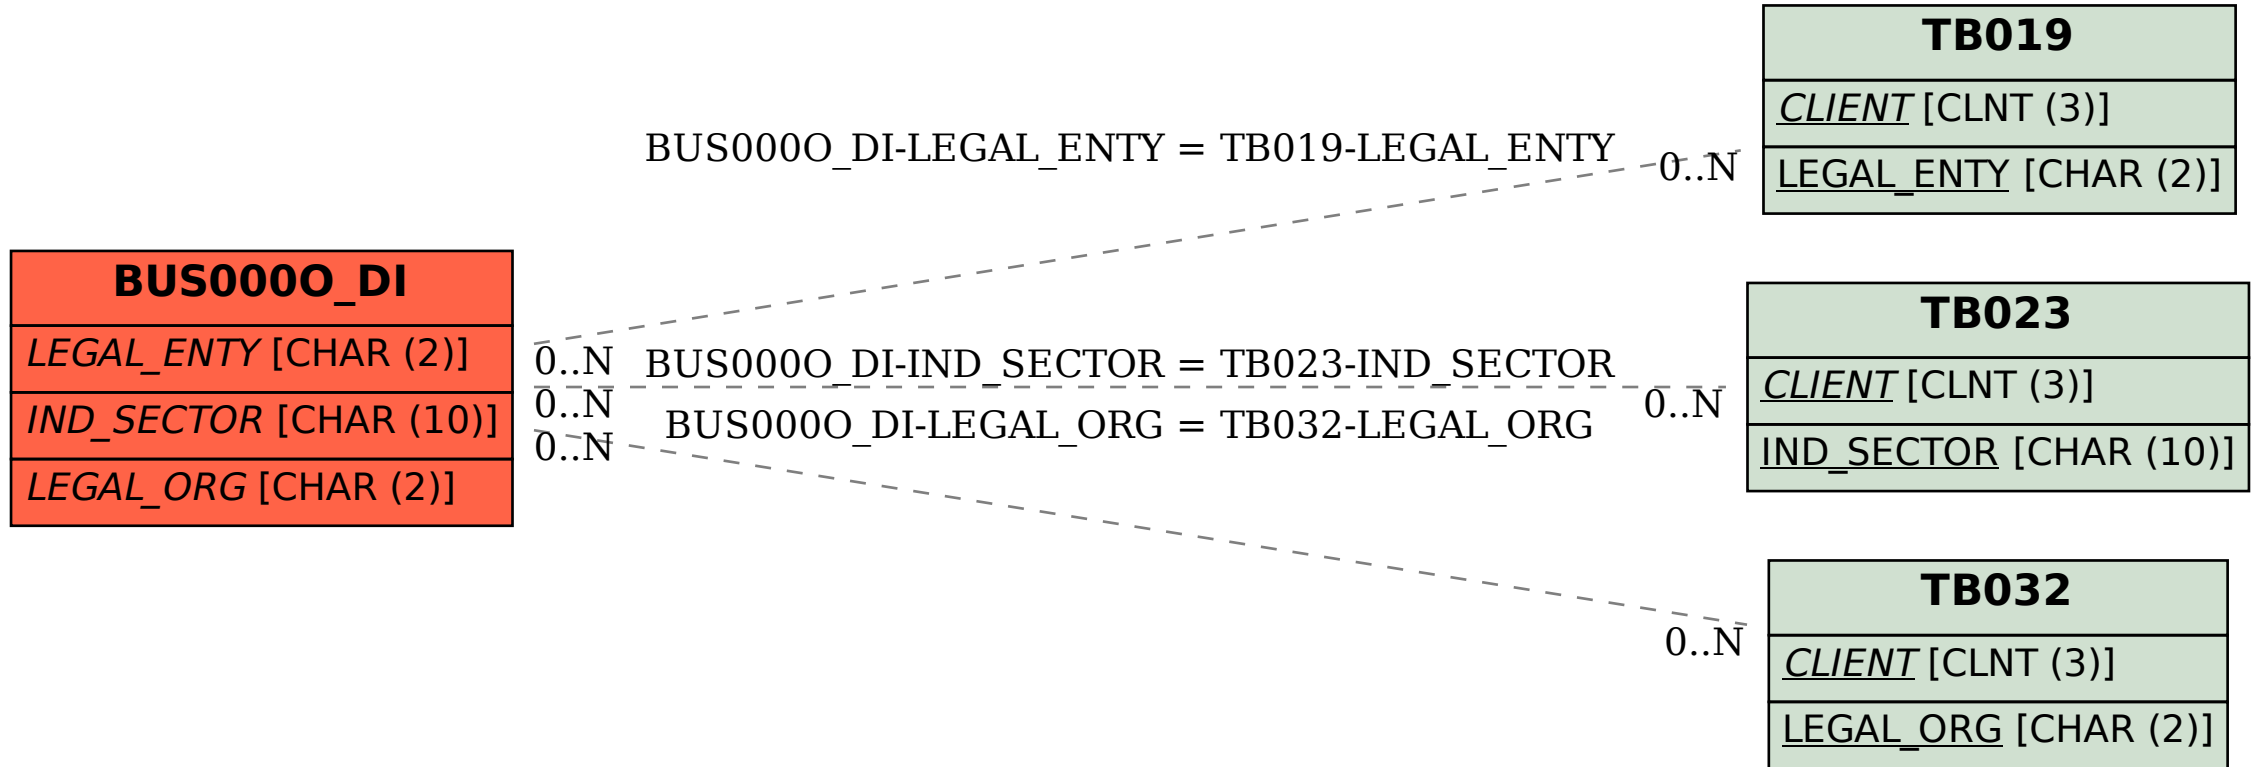 TB019
CLIENT [CLNT (3)]
LEGAL_ENTY [CHAR (2)]
BUS000O_DI-LEGAL_ENTY = TB019-LEGAL_ENTY
0..N
BUS000O_DI
LEGAL_ENTY [CHAR (2)]
IND_SECTOR [CHAR (10)]
LEGAL_ORG [CHAR (2)]
0..N
0..N
0..N
BUS000O_DI-IND_SECTOR = TB023-IND_SECTOR
0..N
BUS000O_DI-LEGAL_ORG = TB032-LEGAL_ORG
TB023
CLIENT [CLNT (3)]
IND_SECTOR [CHAR (10)]
0..N
TB032
CLIENT [CLNT (3)]
LEGAL_ORG [CHAR (2)]